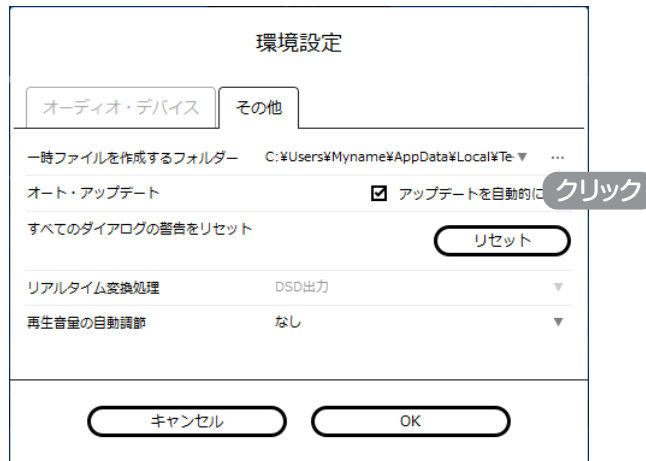 環境設定
オーディオ・デバイス その他
一時ファイルを作成するフォルダー C:¥Users¥Myname¥AppData¥Local¥Te ▼ ...
オート・アップデート ☑ アップデートを自動的に クリック
すべてのダイアログの警告をリセット
リセット
リアルタイム変換処理 DSD出力 ▼
再生音量の自動調節 なし ▼
キャンセル OK